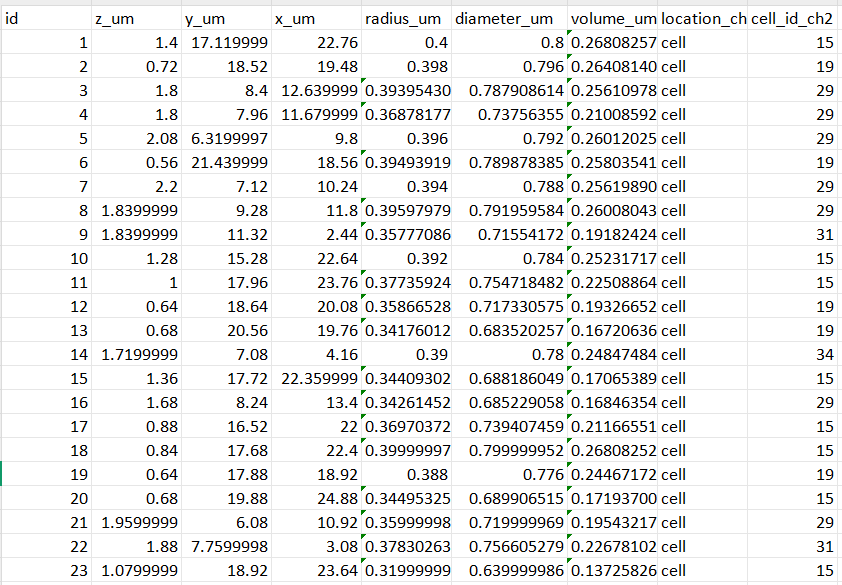 id z_um y_um x_um radius_um diameter_um volume_um location_ch cell_id_ch2
1 1.4 17.119999 22.76 0.4 0.8 0.26808257 cell 15
2 0.72 18.52 19.48 0.398 0.796 0.26408140 cell 19
3 1.8 8.4 12.639999 0.39395430 0.787908614 0.25610978 cell 29
4 1.8 7.96 11.679999 0.36878177 0.73756355 0.21008592 cell 29
5 2.08 6.3199997 9.8 0.396 0.792 0.26012025 cell 29
6 0.56 21.439999 18.56 0.39493919 0.789878385 0.25803541 cell 19
7 2.2 7.12 10.24 0.394 0.788 0.25619890 cell 29
8 1.8399999 9.28 11.8 0.39597979 0.791959584 0.26008043 cell 29
9 1.8399999 11.32 2.44 0.35777086 0.71554172 0.19182424 cell 31
10 1.28 15.28 22.64 0.392 0.784 0.25231717 cell 15
11 1 17.96 23.76 0.37735924 0.754718482 0.22508864 cell 15
12 0.64 18.64 20.08 0.35866528 0.717330575 0.19326652 cell 19
13 0.68 20.56 19.76 0.34176012 0.683520257 0.16720636 cell 19
14 1.7199999 7.08 4.16 0.39 0.78 0.24847484 cell 34
15 1.36 17.72 22.359999 0.34409302 0.688186049 0.17065389 cell 15
16 1.68 8.24 13.4 0.34261452 0.685229058 0.16846354 cell 29
17 0.88 16.52 22 0.36970372 0.739407459 0.21166551 cell 15
18 0.84 17.68 22.4 0.39999997 0.799999952 0.26808252 cell 15
19 0.64 17.88 18.92 0.388 0.776 0.24467172 cell 19
20 0.68 19.88 24.88 0.34495325 0.689906515 0.17193700 cell 15
21 1.9599999 6.08 10.92 0.35999998 0.719999969 0.19543217 cell 29
22 1.88 7.7599998 3.08 0.37830263 0.756605279 0.22678102 cell 31
23 1.0799999 18.92 23.64 0.31999999 0.639999986 0.13725826 cell 15